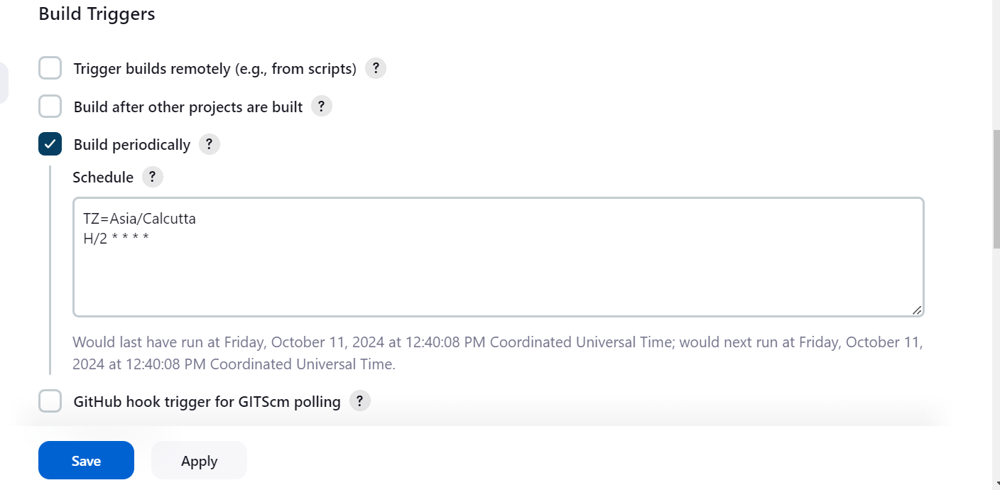 Build Triggers
Trigger builds remotely (e.g., from scripts) ?
Build after other projects are built ?
Build periodically ?
Schedule ?
TZ=Asia/Calcutta
H/2 * * * *
Would last have run at Friday, October 11, 2024 at 12:40:08 PM Coordinated Universal Time; would next run at Friday, October 11,
2024 at 12:40:08 PM Coordinated Universal Time.
GitHub hook trigger for GITScm polling ?
Save Apply